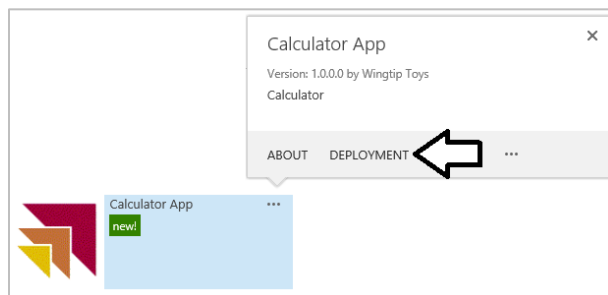 Calculator App
Version: 1.0.0.0 by Wingtip Toys
Calculator
ABOUT DEPLOYMENT ...
Calculator App ...
new!